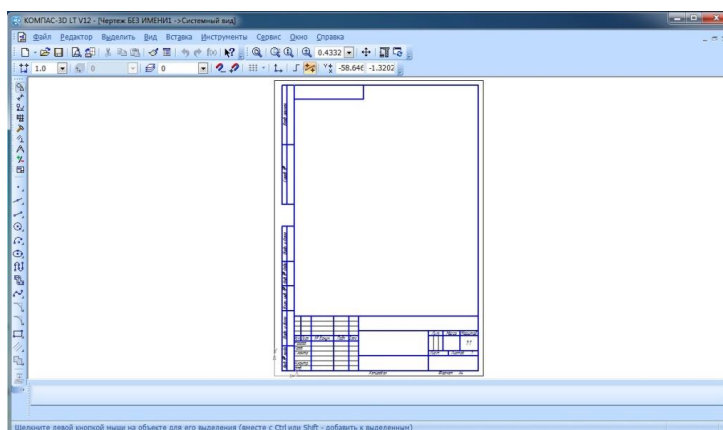 КОМПАС-3D LT V12 - [Чертеж БЕЗ ИМЕНИ1 ->Системный вид]
Файл Редактор Выделить Вид Вставка Инструменты Сервис Окно Справка
0.4332
1.0 0 0 -58.646 -1.3202
Щелкните левой кнопкой мыши на объекте для его выделения (вместе с Ctrl или Shift - добавить к выделенным)